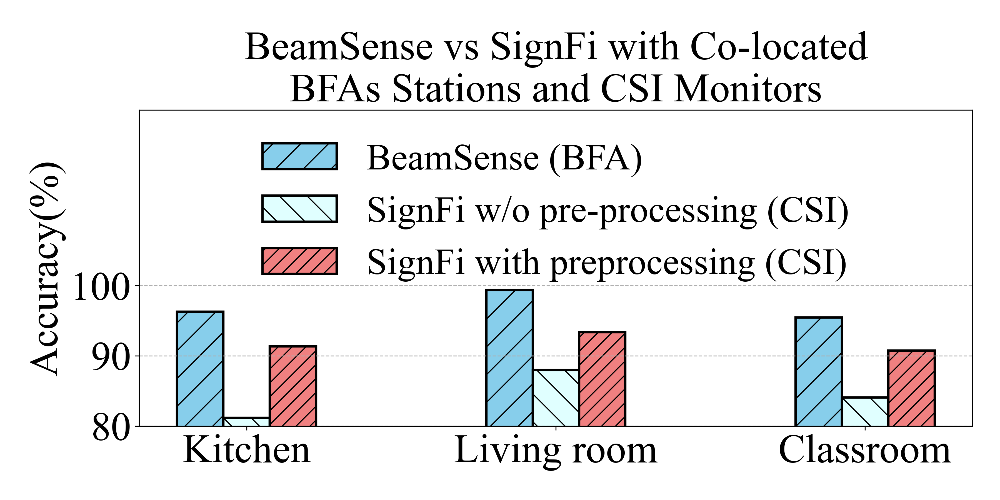 BeamSense vs SignFi with Co-located
BFAs Stations and CSI Monitors
BeamSense (BFA)
SignFi w/o pre-processing (CSI)
SignFi with preprocessing (CSI)
Accuracy(%)
100
90
80
Kitchen
Living room
Classroom